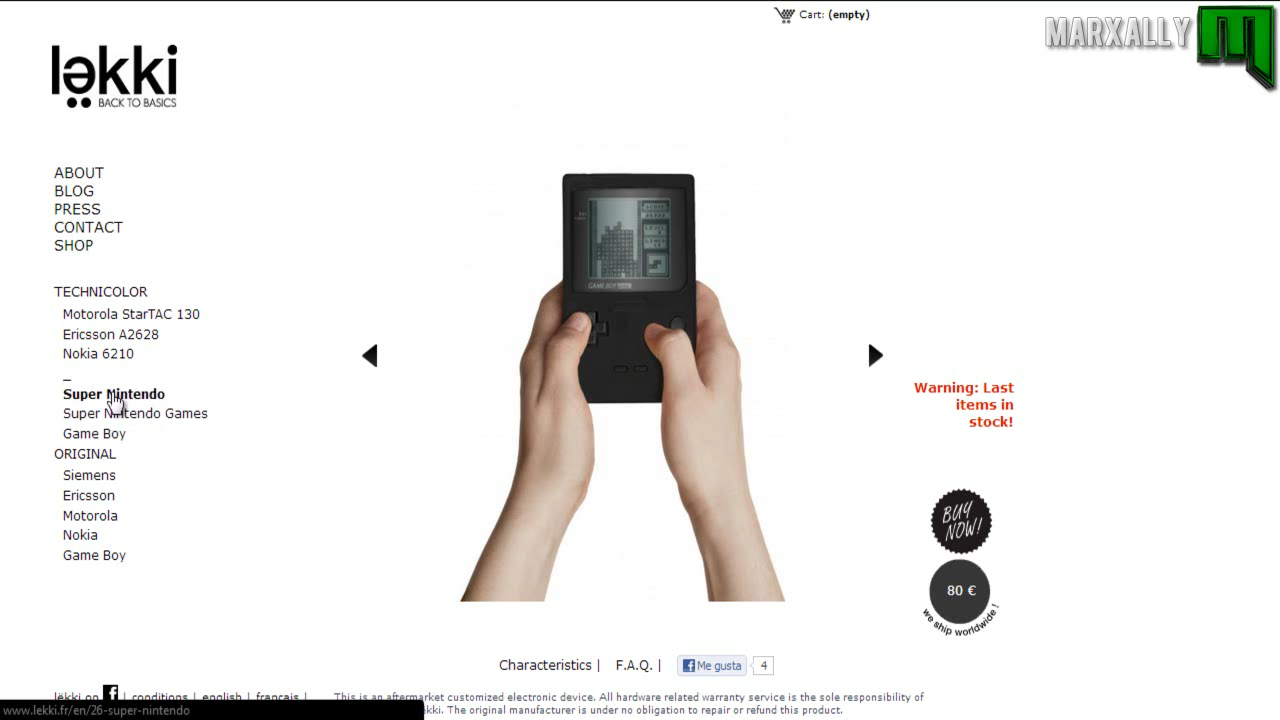 Cart: (empty)
MARXALLY
ləkki
BACK TO BASICS
ABOUT
BLOG
PRESS
CONTACT
SHOP
TECHNICOLOR
Motorola StarTAC 130
Ericsson A2628
Nokia 6210
_
Super Nintendo
Super Nintendo Games
Game Boy
ORIGINAL
Siemens
Ericsson
Motorola
Nokia
Game Boy
GAME BOY
Warning: Last
items in
stock!
BUY
NOW!
80 €
we ship worldwide !
Characteristics |
F.A.Q. |
Me gusta
4
lëkki on | conditions | english | français |
This is an aftermarket customized electronic device. All hardware related warranty service is the sole responsibility of
ekki. The original manufacturer is under no obligation to repair or refund this product.
www.lekki.fr/en/26-super-nintendo